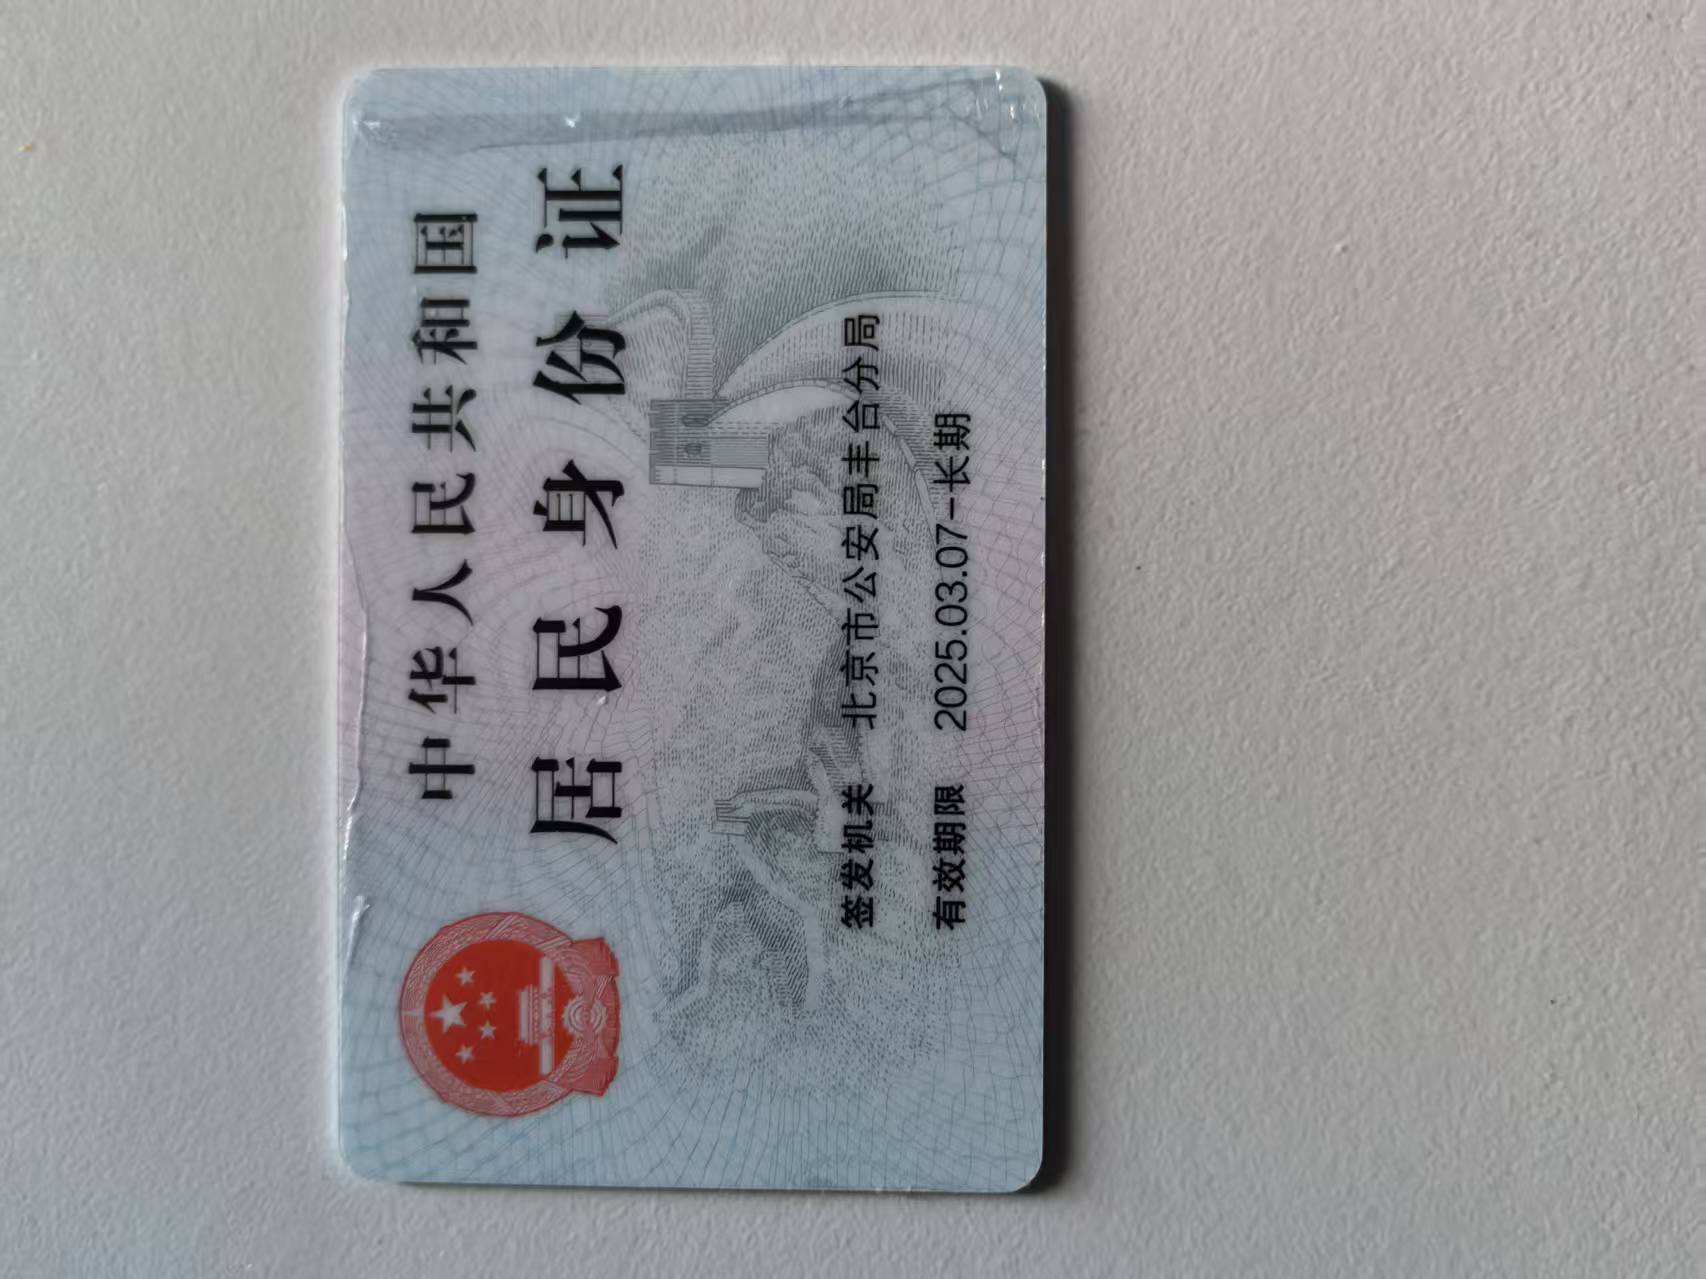 中华人民共和国
居民身份证
签发机关 北京市公安局丰台分局
有效期限 2025.03.07-长期